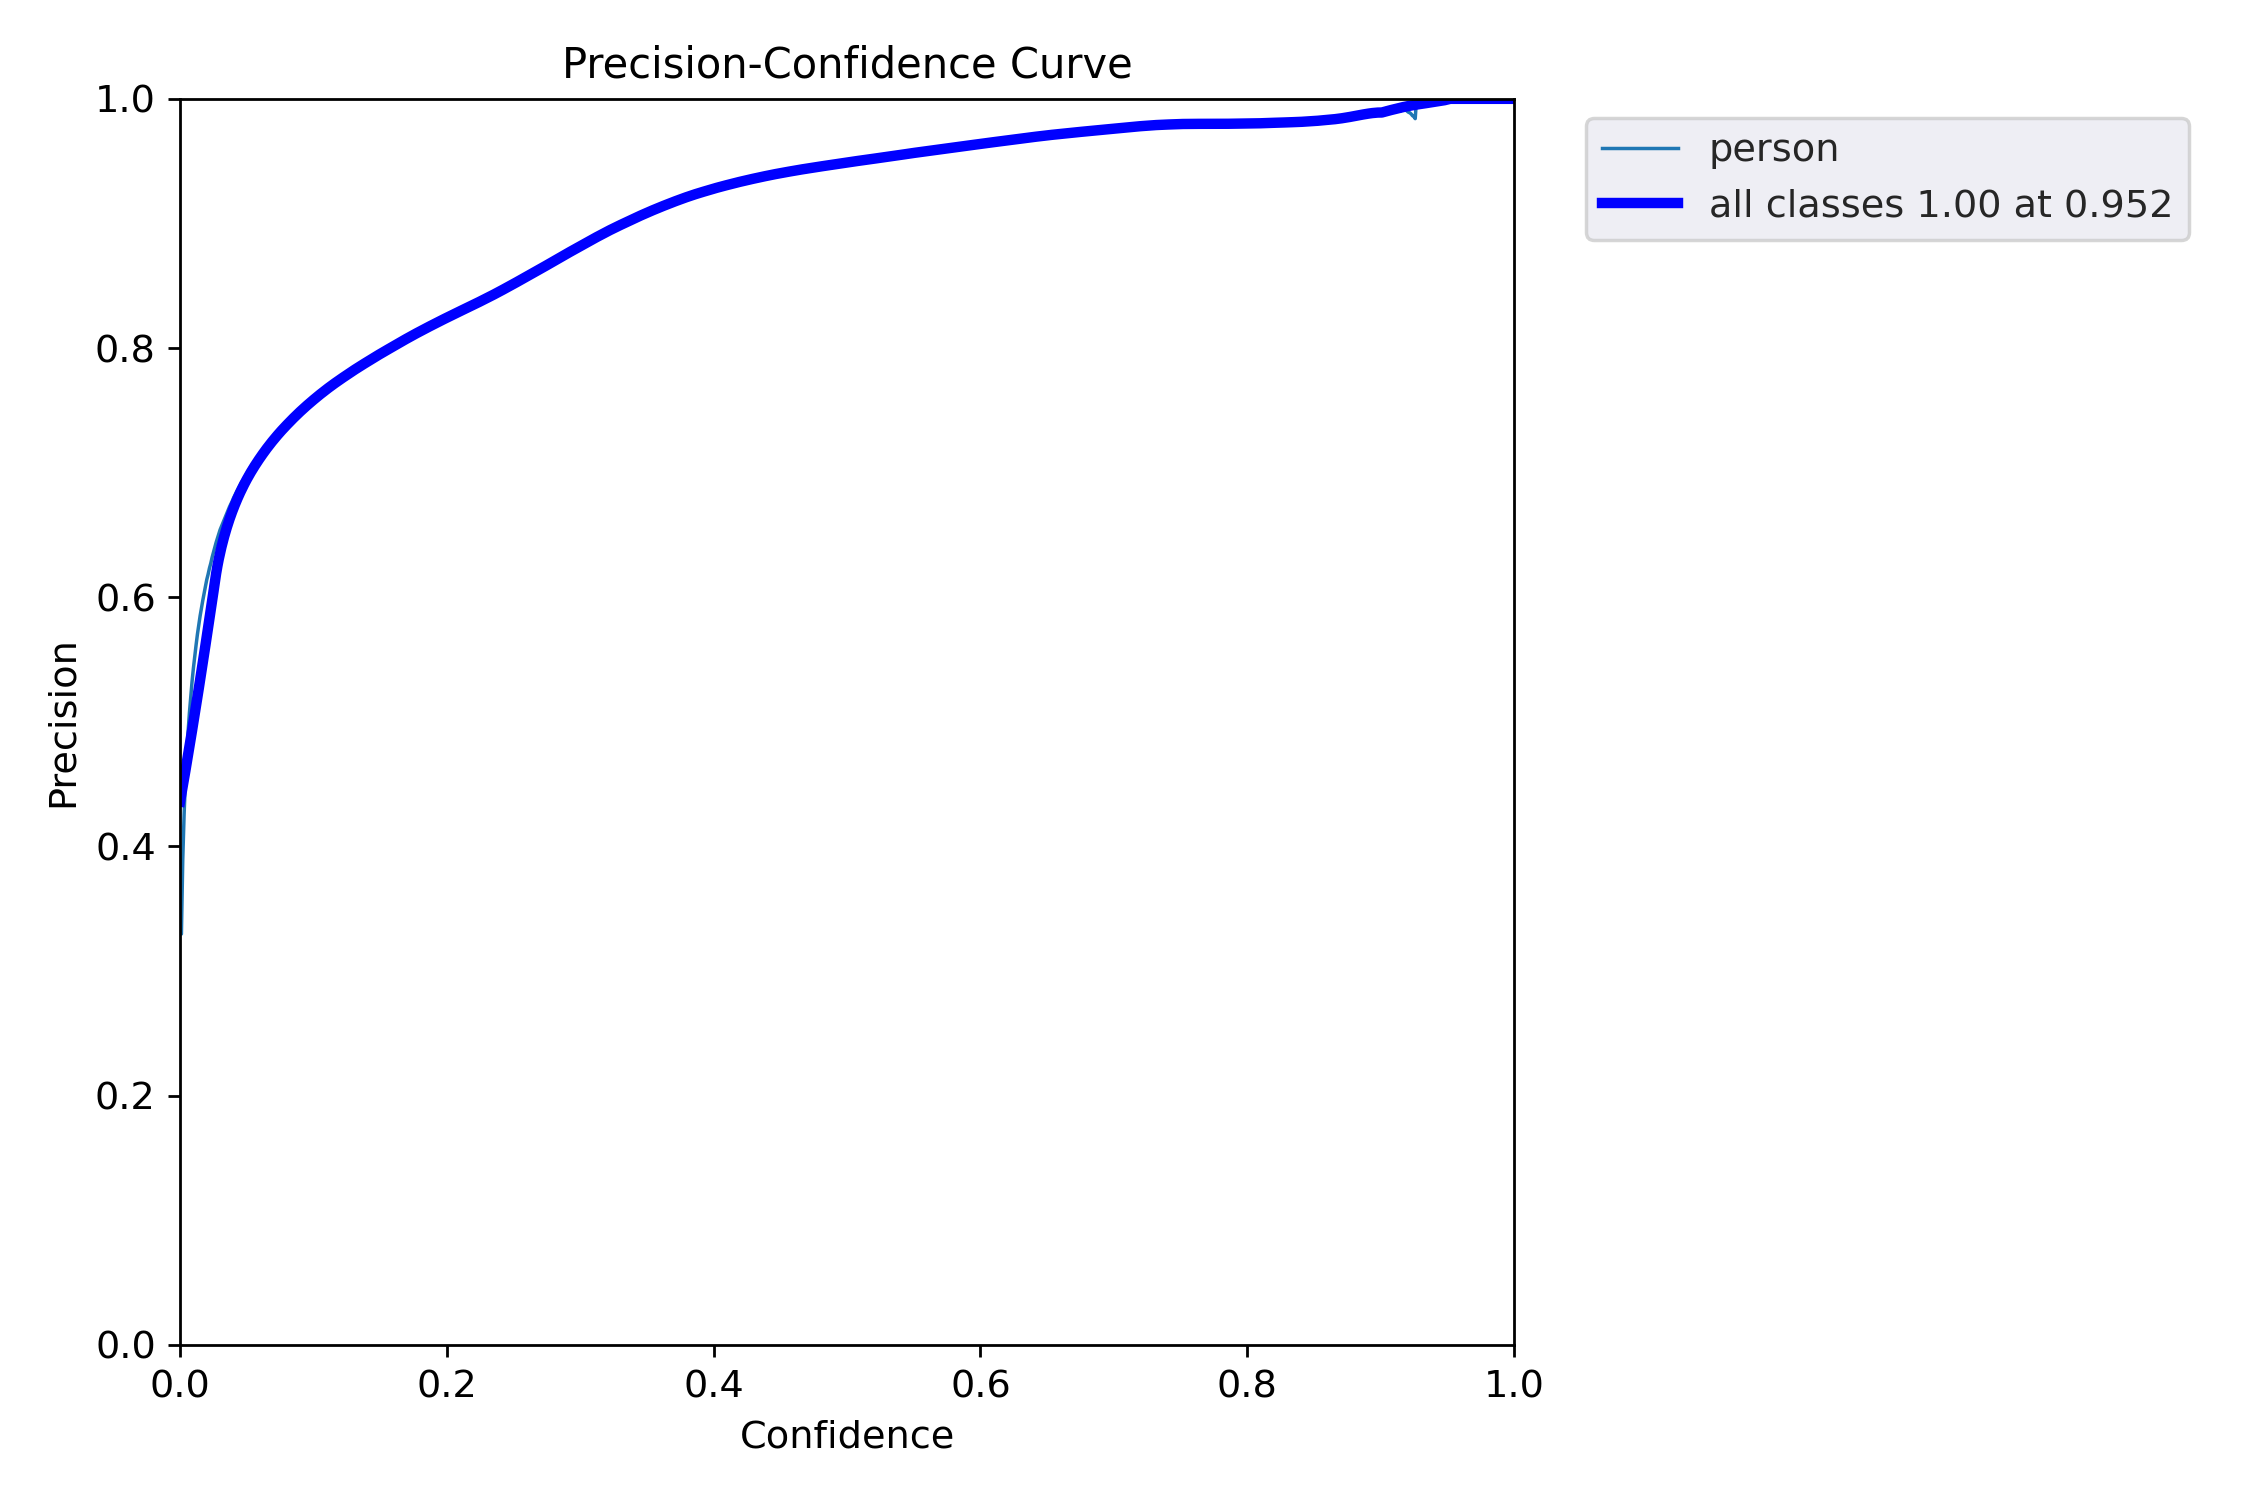 Precision-Confidence Curve
1.0
0.8
0.6
0.4
0.2
0.0
Precision
0.0 0.2 0.4 0.6 0.8 1.0
Confidence
person
all classes 1.00 at 0.952